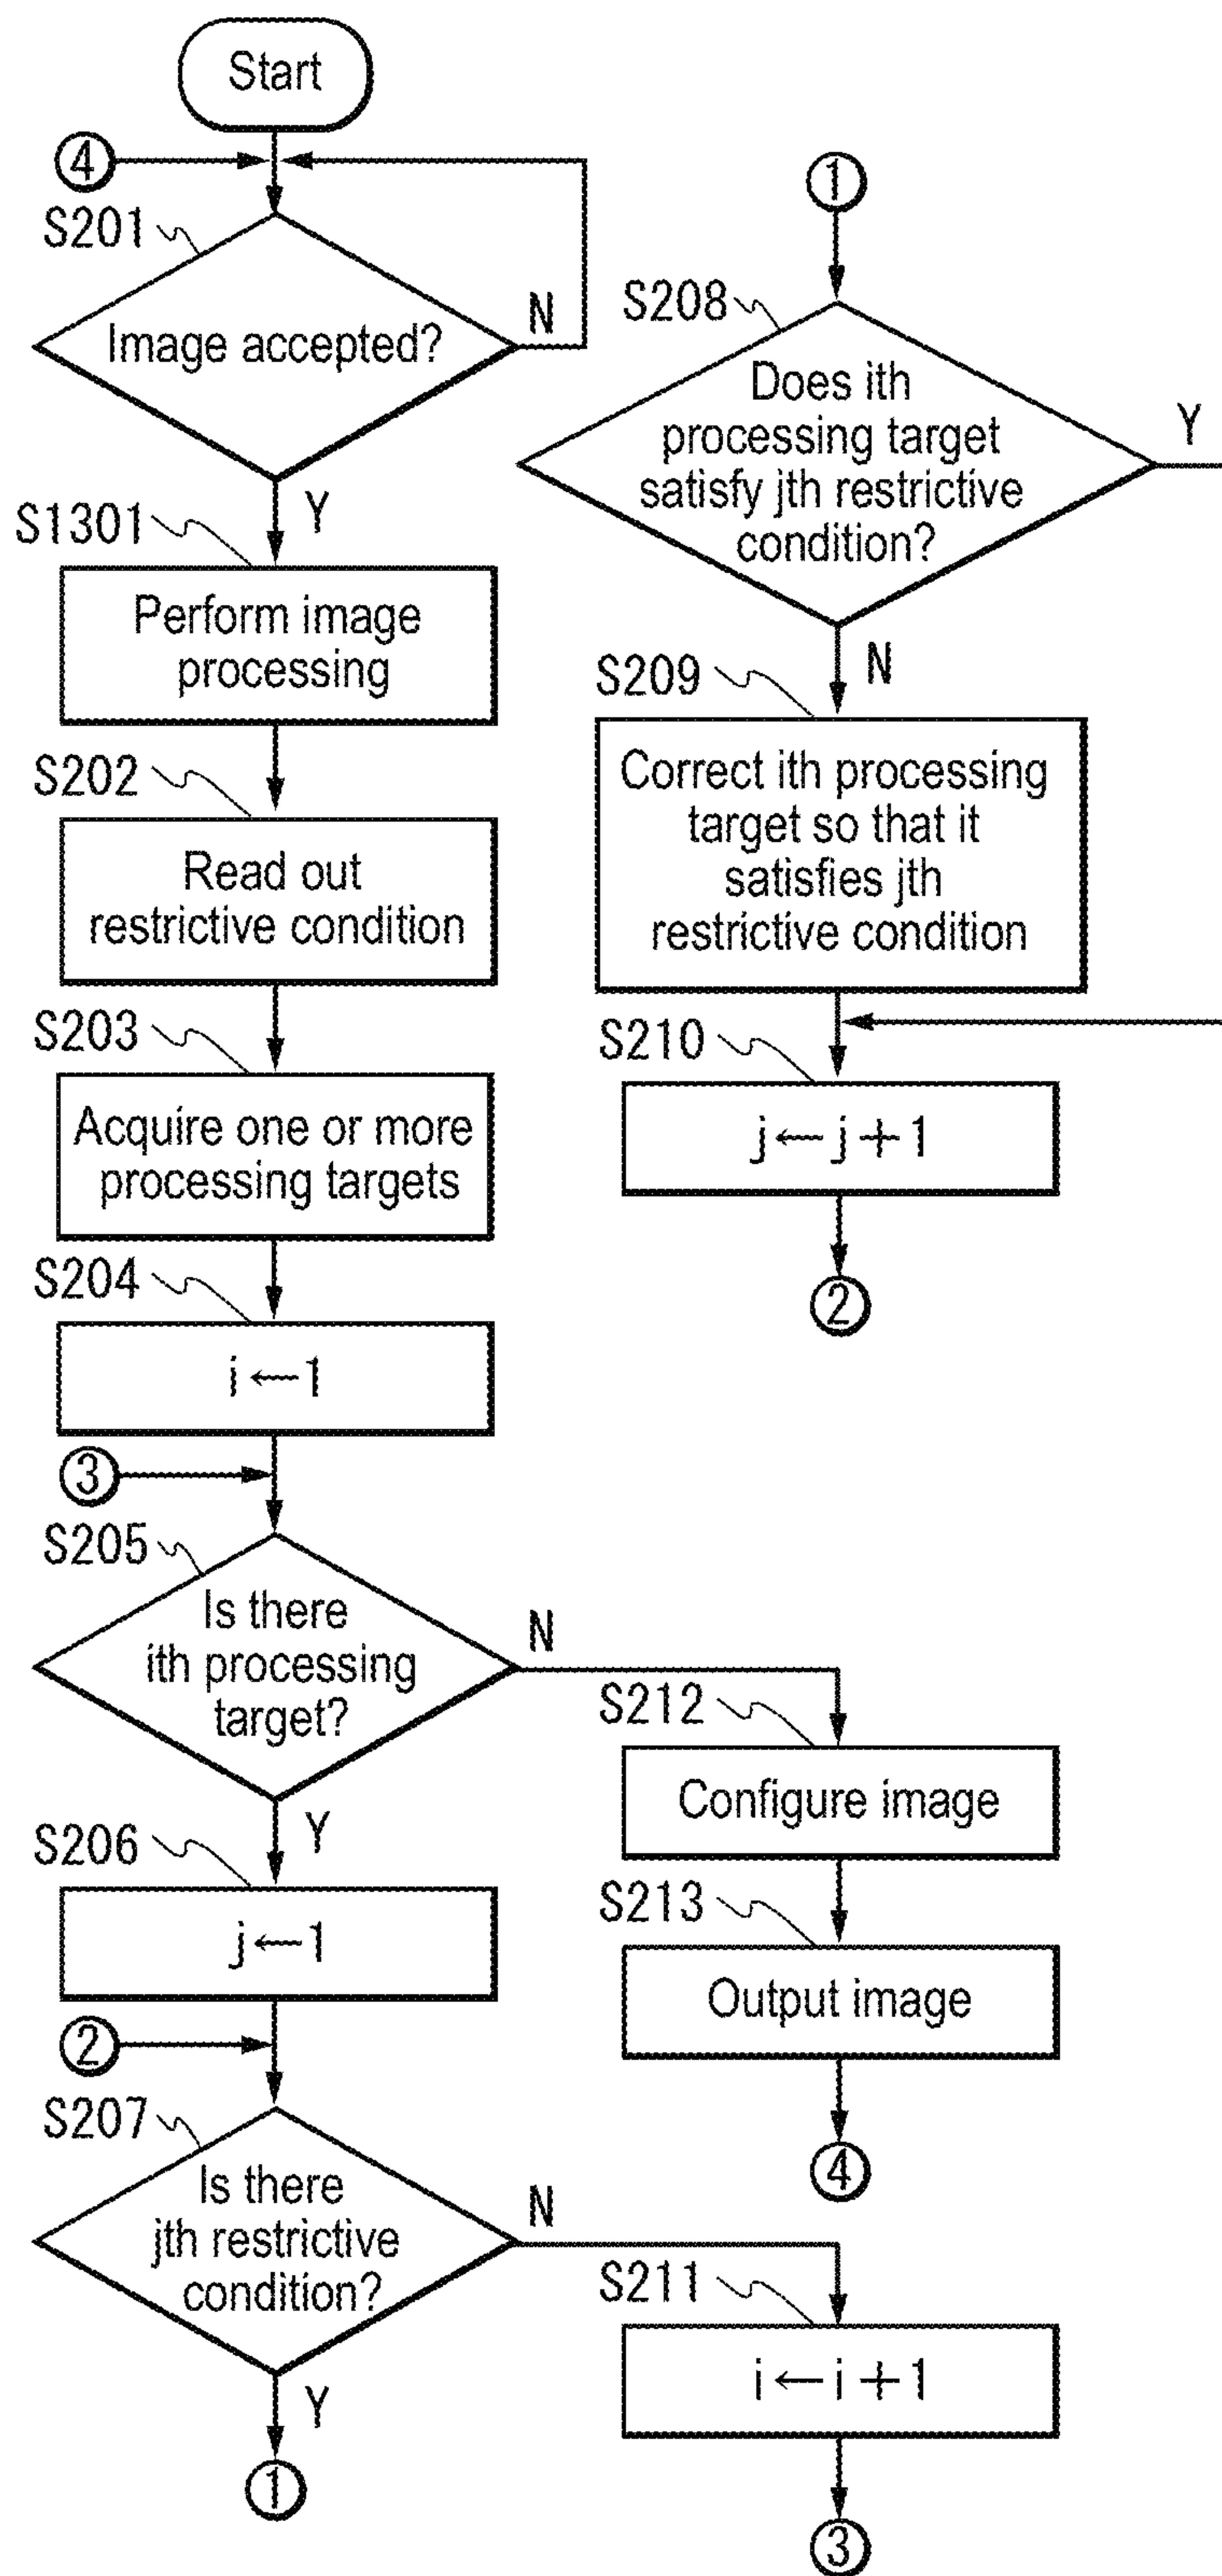 Start
④
S201
Image accepted?
N
Y
S1301
Perform image
processing
S202
Read out
restrictive condition
S203
Acquire one or more
processing targets
S204
i←1
③
S205
Is there
ith processing
target?
N
Y
S206
j←1
②
S207
Is there
jth restrictive
condition?
N
Y
①
①
S208
Does ith
processing target
satisfy jth restrictive
condition?
Y
N
S209
Correct ith processing
target so that it
satisfies jth
restrictive condition
S210
j←j+1
②
S212
Configure image
S213
Output image
④
S211
i←i+1
③